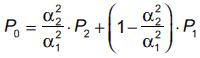 P₀ = α₂²/α₁² · P₂ + (1 − α₂²/α₁²) · P₁